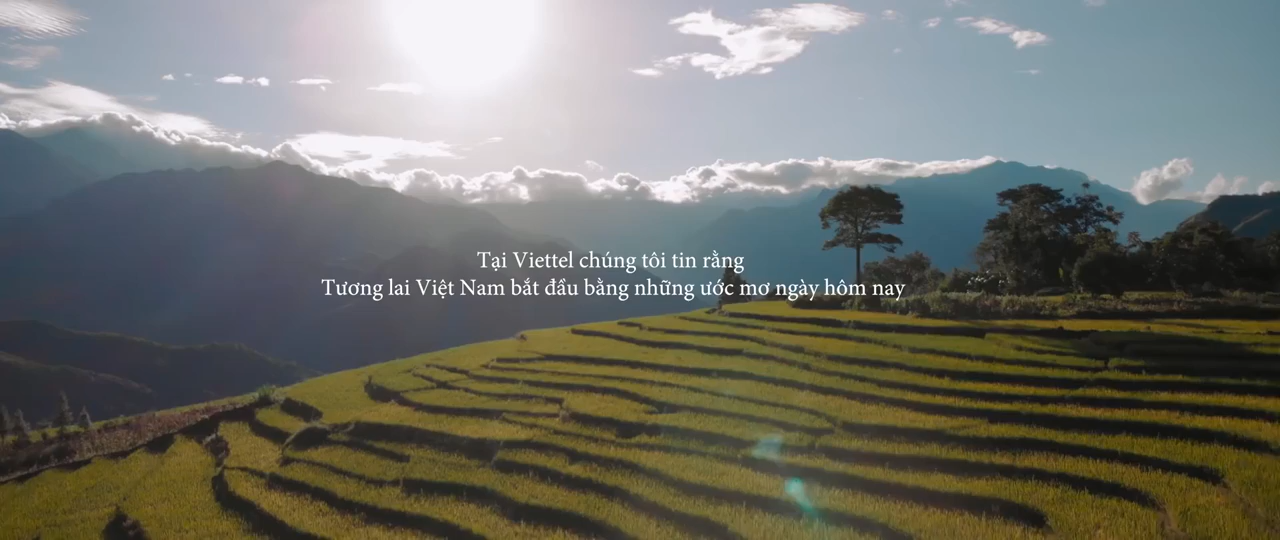 Tại Viettel chúng tôi tin rằng
Tương lai Việt Nam bắt đầu bằng những ước mơ ngày hôm nay